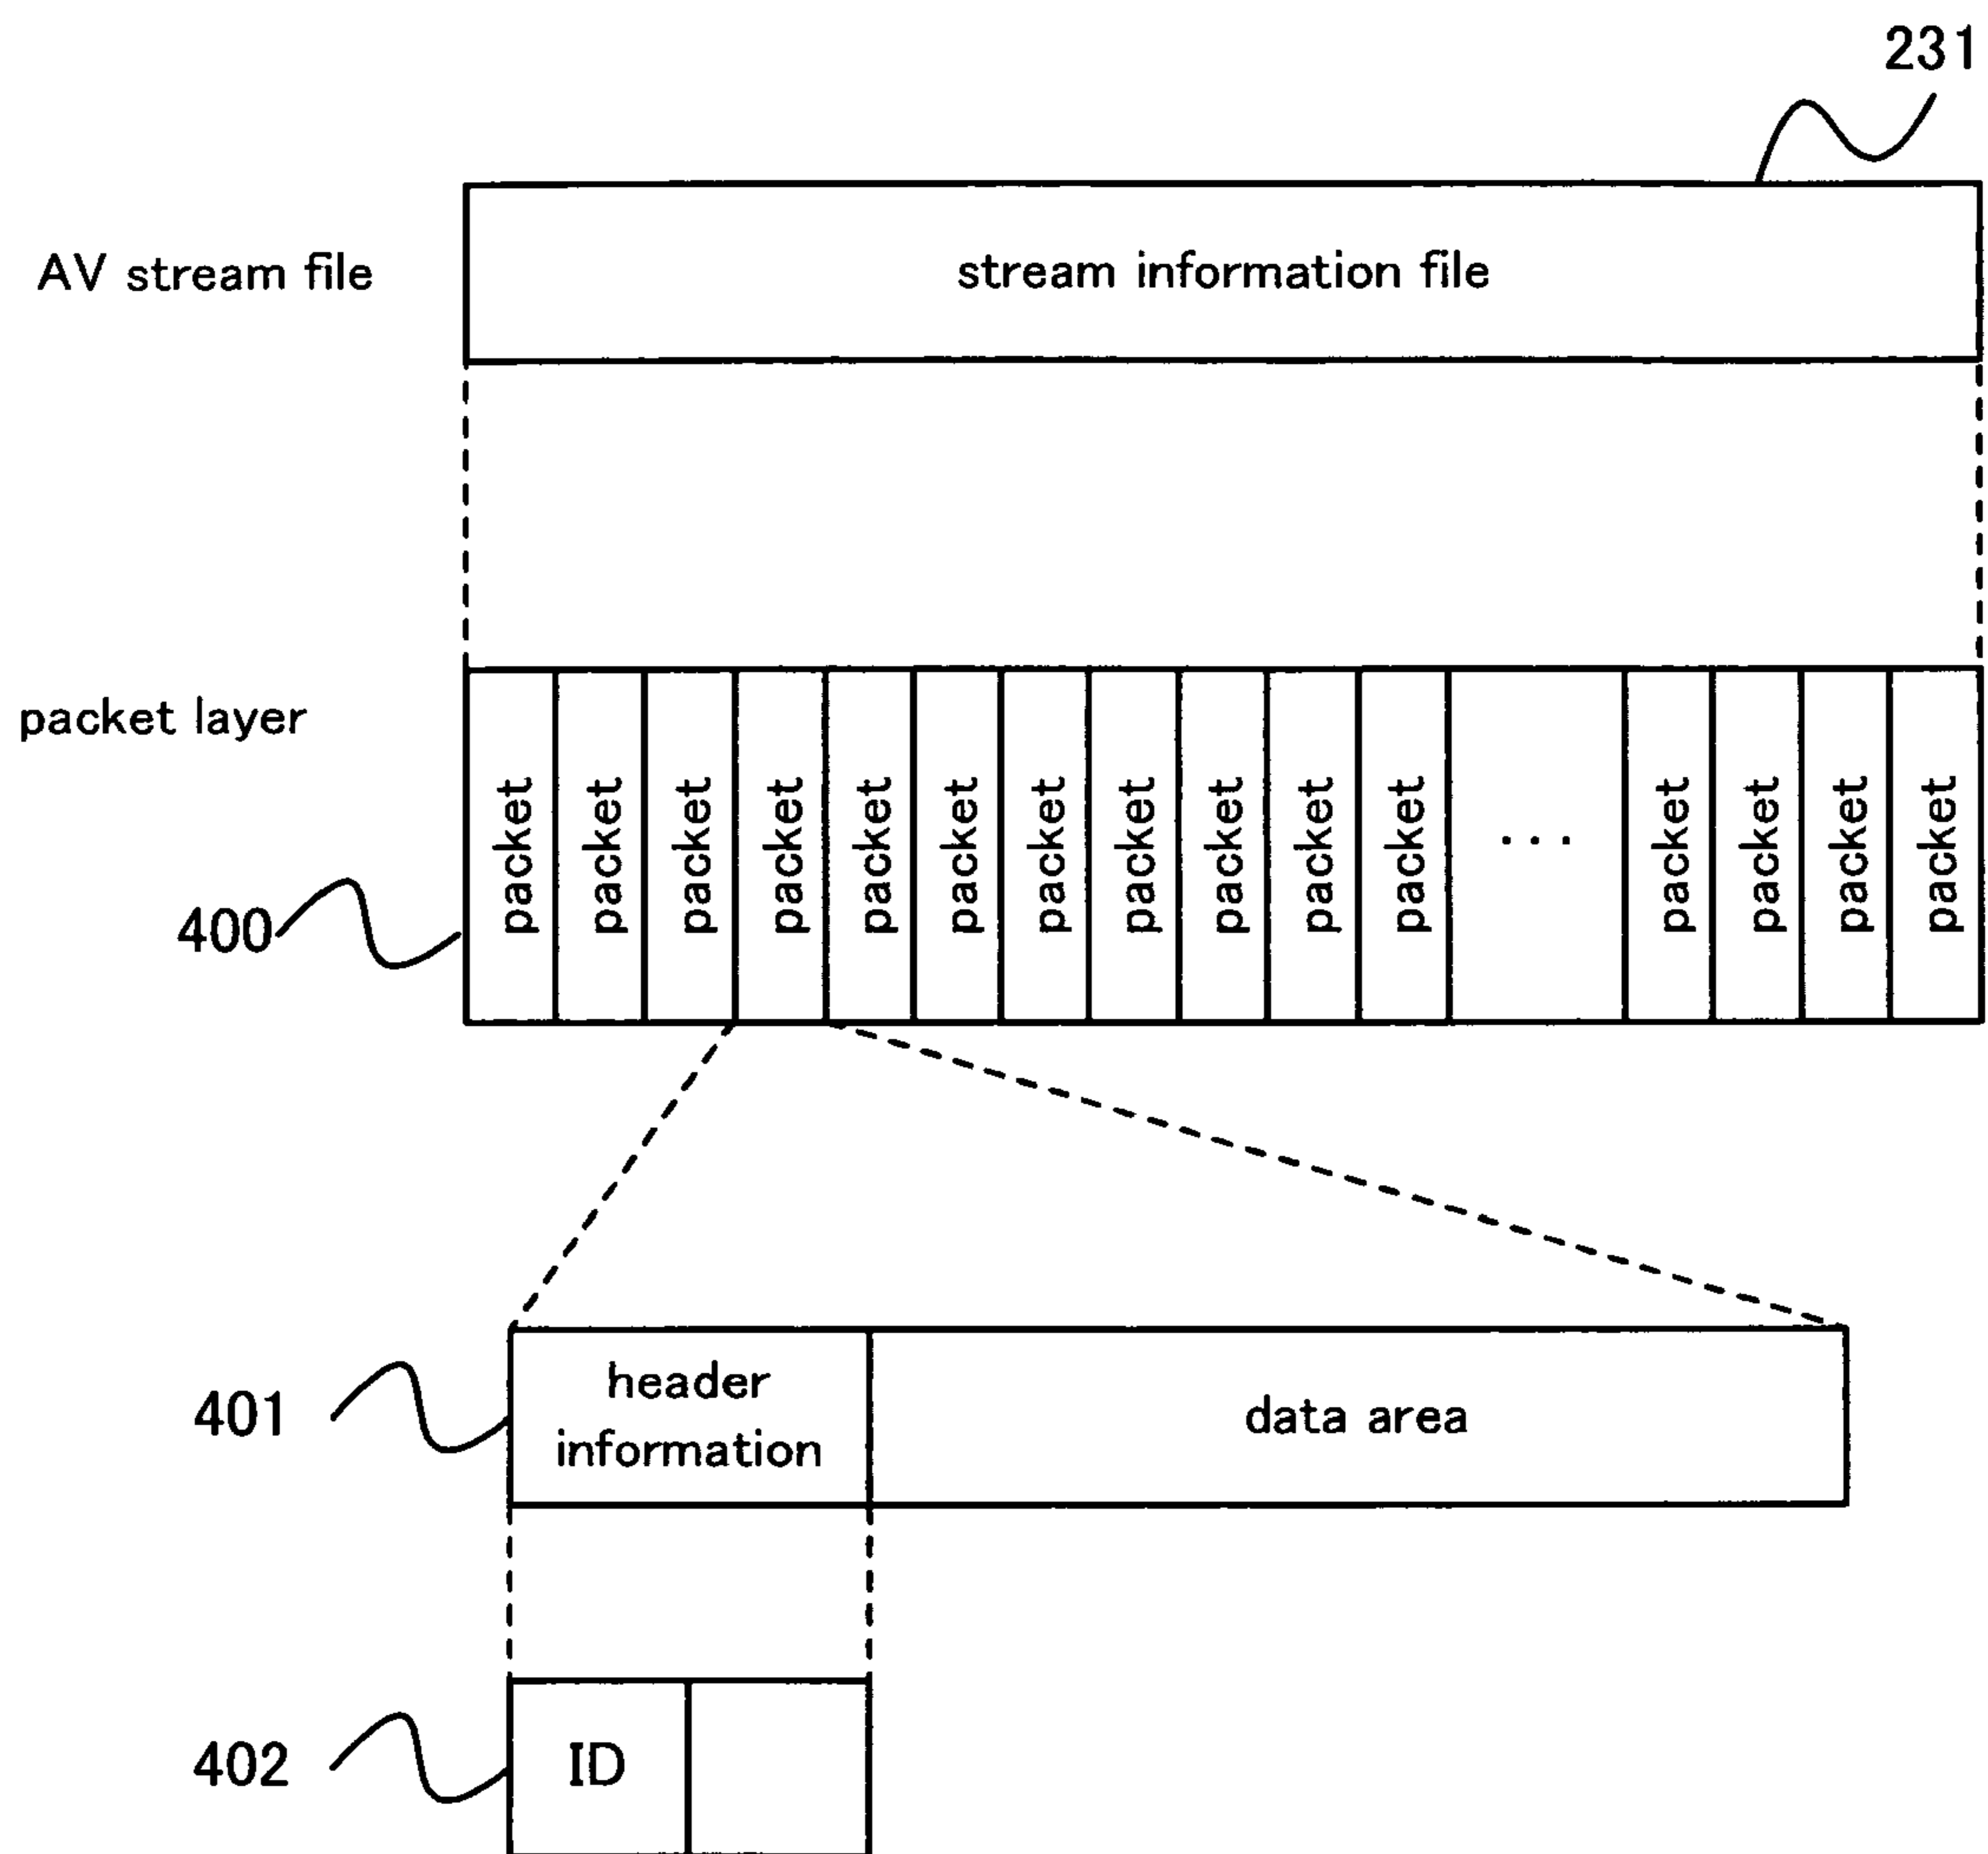 231
AV stream file
stream information file
packet layer
packet
packet
packet
packet
packet
packet
packet
packet
packet
packet
packet
...
packet
packet
packet
packet
400
header
information
data area
401
ID
402